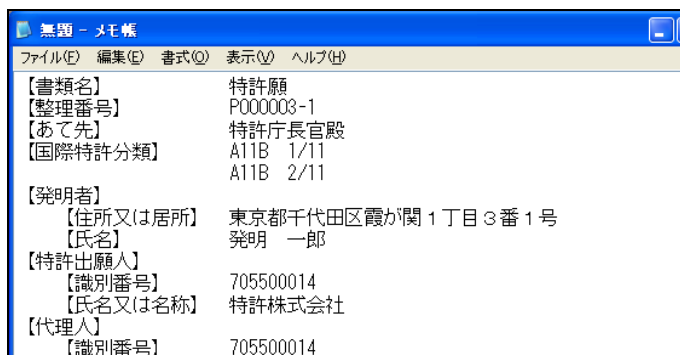 無題 - メモ帳
ファイル(F) 編集(E) 書式(O) 表示(V) ヘルプ(H)
【書類名】 特許願
【整理番号】 P000003-1
【あて先】 特許庁長官殿
【国際特許分類】 A11B 1/11
A11B 2/11
【発明者】
【住所又は居所】 東京都千代田区霞が関1丁目3番1号
【氏名】 発明 一郎
【特許出願人】
【識別番号】 705500014
【氏名又は名称】 特許株式会社
【代理人】
【識別番号】 705500014